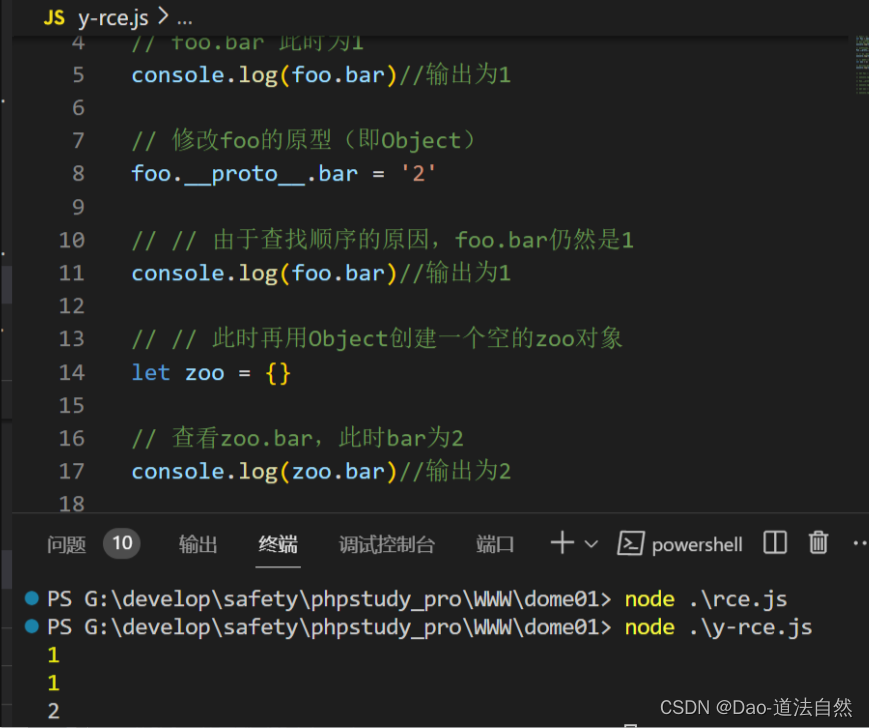 JS y-rce.js > ...
4 // foo.bar 此时为1
5 console.log(foo.bar)//输出为1
6
7 // 修改foo的原型（即Object）
8 foo.__proto__.bar = '2'
9
10 // // 由于查找顺序的原因，foo.bar仍然是1
11 console.log(foo.bar)//输出为1
12
13 // // 此时再用Object创建一个空的zoo对象
14 let zoo = {}
15
16 // 查看zoo.bar，此时bar为2
17 console.log(zoo.bar)//输出为2
18
问题 10 输出 终端 调试控制台 端口 powershell
PS G:\develop\safety\phpstudy_pro\WWW\dome01> node .\rce.js
PS G:\develop\safety\phpstudy_pro\WWW\dome01> node .\y-rce.js
1
1
2
CSDN @Dao-道法自然